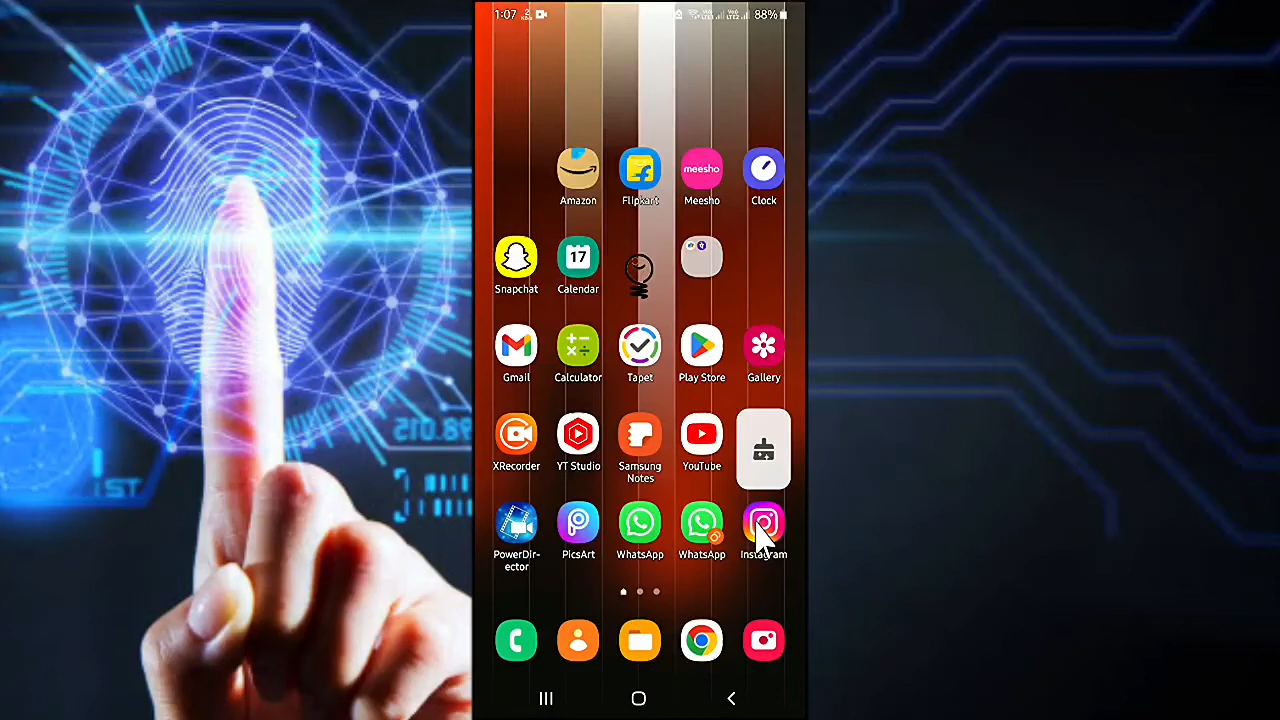 1:07
88%
Amazon
Flipkart
meesho
Meesho
Clock
Snapchat
17
Calendar
Gmail
Calculator
Tapet
Play Store
Gallery
XRecorder
YT Studio
Samsung
Notes
YouTube
PowerDir-
ector
PicsArt
WhatsApp
WhatsApp
Instagram